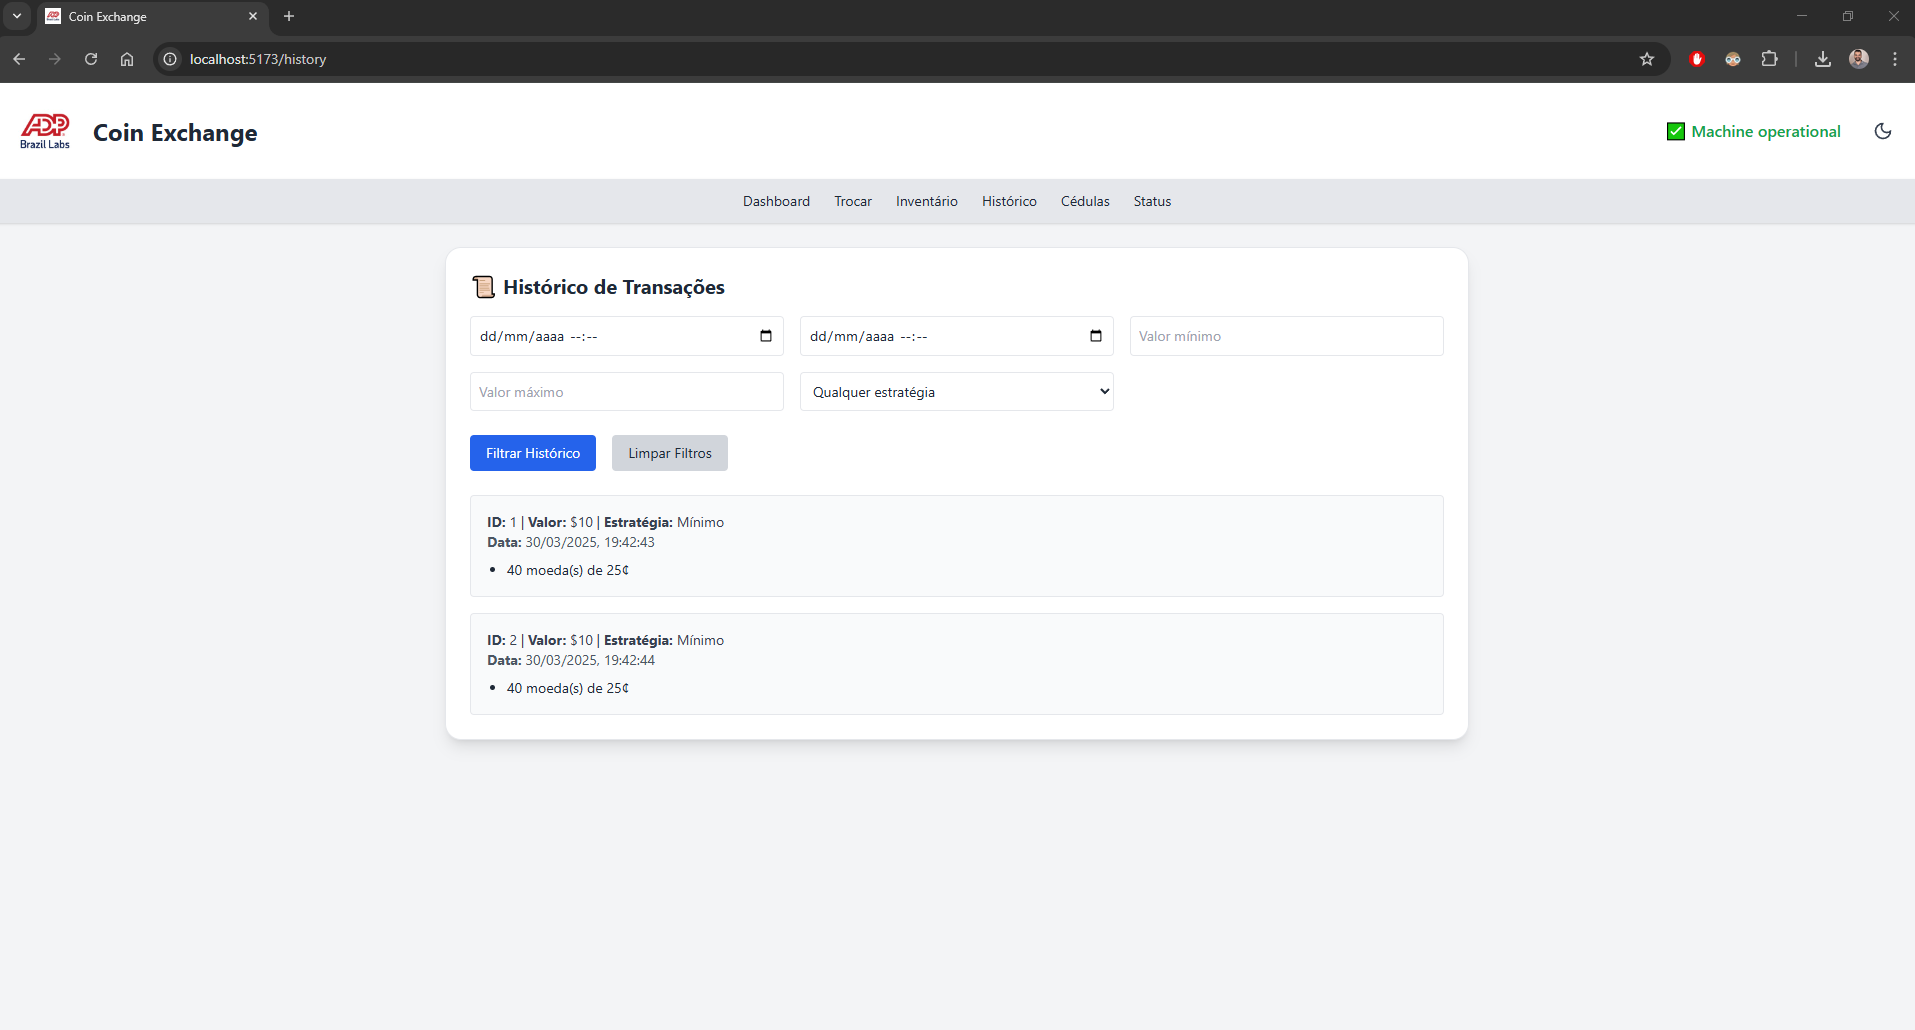 Coin Exchange
localhost:5173/history
ADP
Brazil Labs
Coin Exchange
✅ Machine operational
Dashboard Trocar Inventário Histórico Cédulas Status
📜 Histórico de Transações
dd/mm/aaaa --:-- dd/mm/aaaa --:-- Valor mínimo
Valor máximo Qualquer estratégia
Filtrar Histórico Limpar Filtros
ID: 1 | Valor: $10 | Estratégia: Mínimo
Data: 30/03/2025, 19:42:43
• 40 moeda(s) de 25¢
ID: 2 | Valor: $10 | Estratégia: Mínimo
Data: 30/03/2025, 19:42:44
• 40 moeda(s) de 25¢